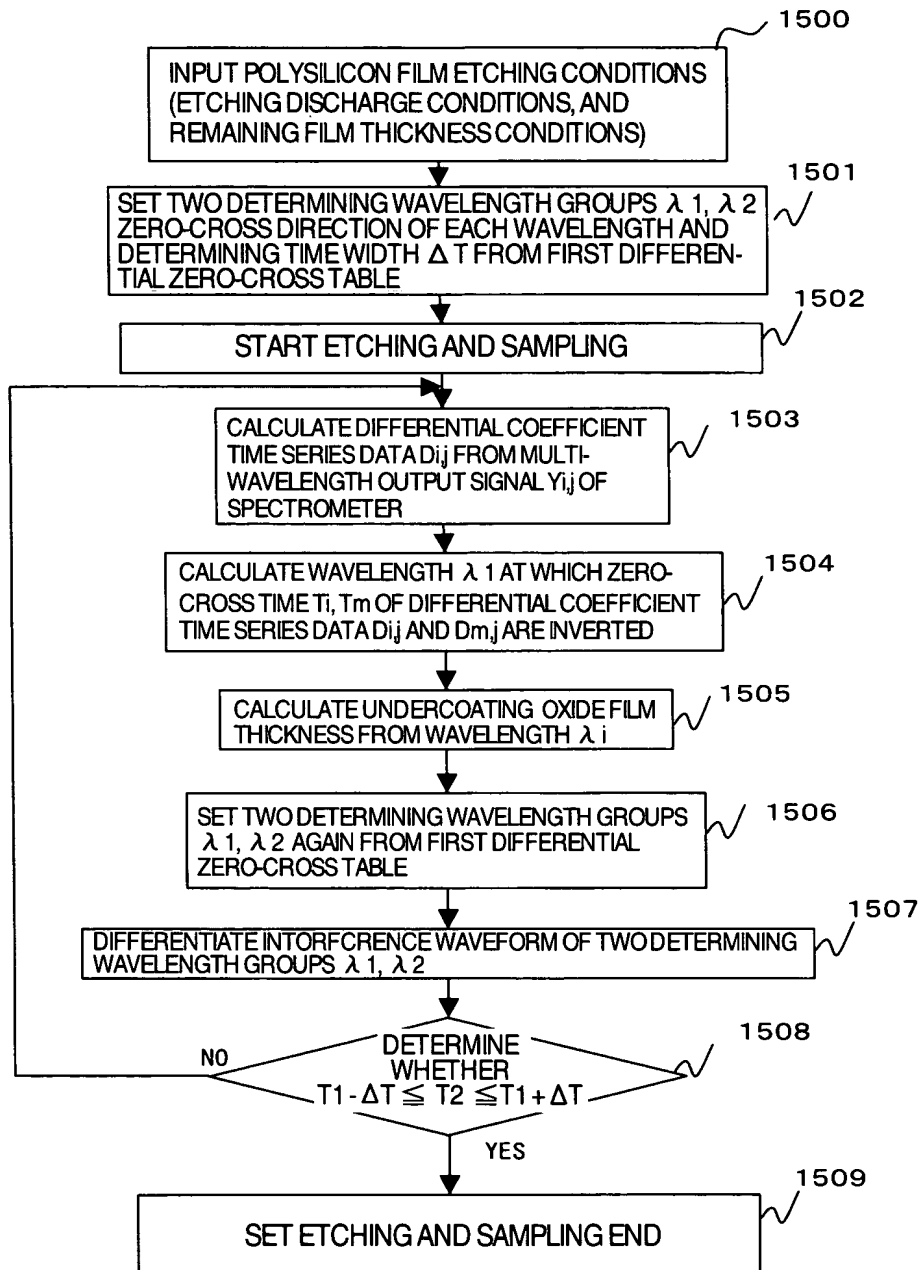 1500
INPUT POLYSILICON FILM ETCHING CONDITIONS
(ETCHING DISCHARGE CONDITIONS, AND
REMAINING FILM THICKNESS CONDITIONS)
1501
SET TWO DETERMINING WAVELENGTH GROUPS λ 1, λ 2
ZERO-CROSS DIRECTION OF EACH WAVELENGTH AND
DETERMINING TIME WIDTH Δ T FROM FIRST DIFFEREN-
TIAL ZERO-CROSS TABLE
1502
START ETCHING AND SAMPLING
1503
CALCULATE DIFFERENTIAL COEFFICIENT
TIME SERIES DATA Di,j FROM MULTI-
WAVELENGTH OUTPUT SIGNAL Yi,j OF
SPECTROMETER
1504
CALCULATE WAVELENGTH λ 1 AT WHICH ZERO-
CROSS TIME Ti, Tm OF DIFFERENTIAL COEFFICIENT
TIME SERIES DATA Di,j AND Dm,j ARE INVERTED
1505
CALCULATE UNDERCOATING OXIDE FILM
THICKNESS FROM WAVELENGTH λ i
1506
SET TWO DETERMINING WAVELENGTH GROUPS
λ 1, λ 2 AGAIN FROM FIRST DIFFERENTIAL
ZERO-CROSS TABLE
1507
DIFFERENTIATE INTORFCRENCE WAVEFORM OF TWO DETERMINING
WAVELENGTH GROUPS λ 1, λ 2
1508
NO
DETERMINE
WHETHER
T1 - ΔT ≦ T2 ≦ T1 + ΔT
YES
1509
SET ETCHING AND SAMPLING END